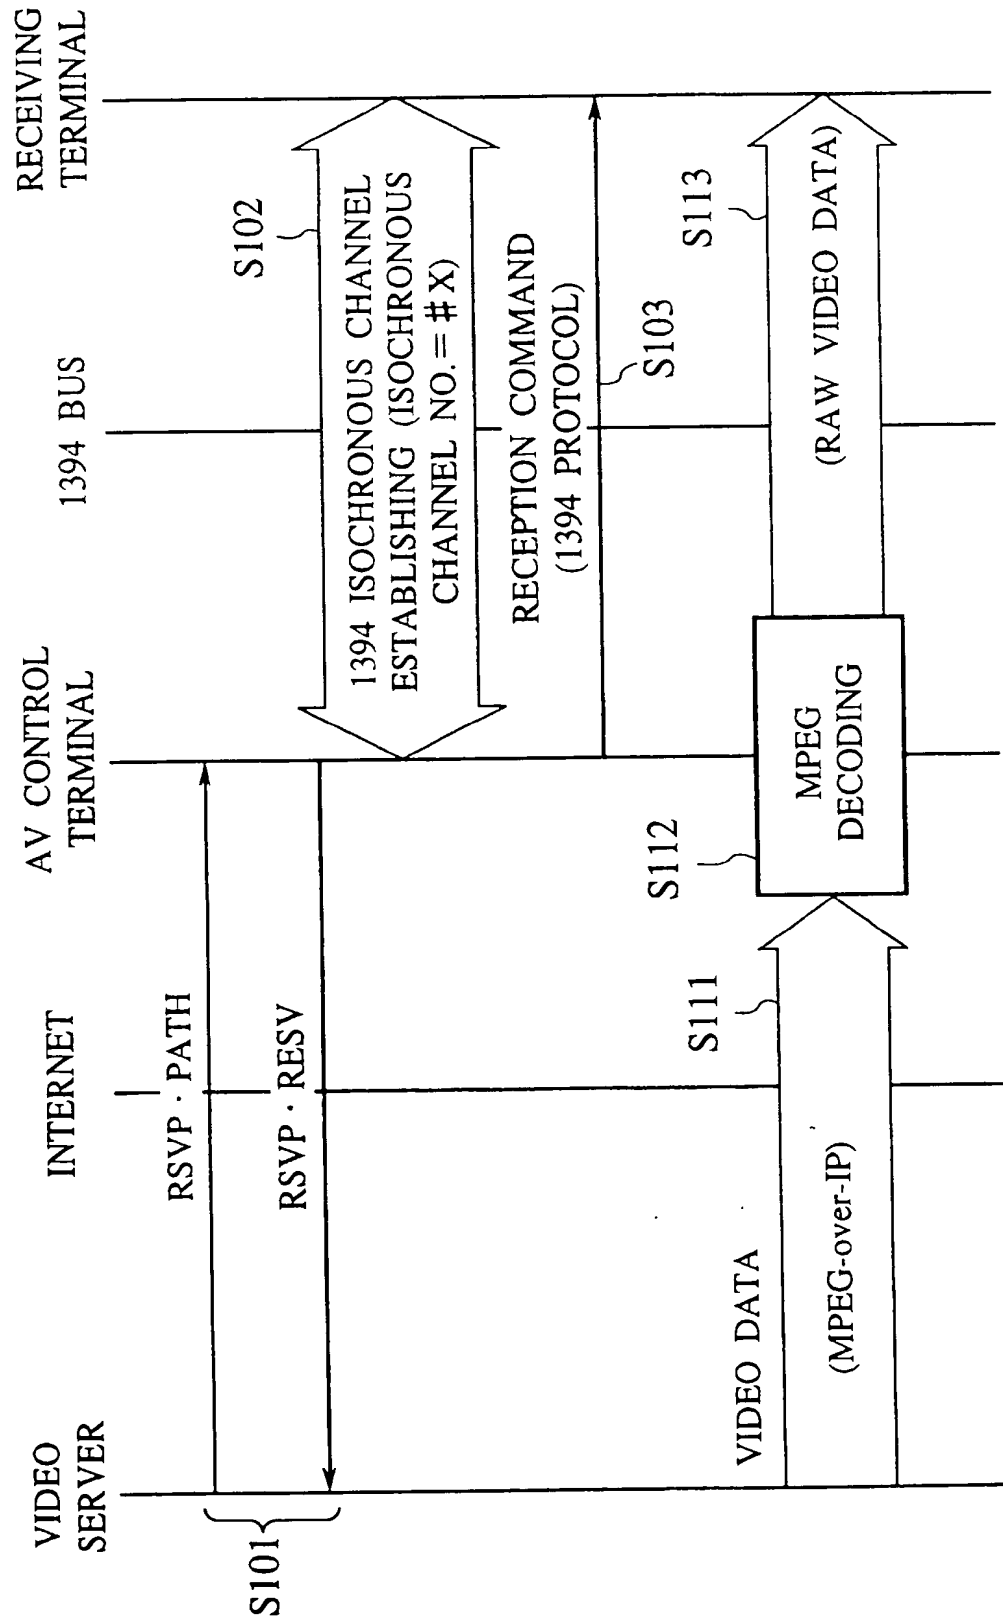 VIDEO
SERVER
INTERNET
AV CONTROL
TERMINAL
1394 BUS
RECEIVING
TERMINAL
S101
RSVP · PATH
RSVP · RESV
S102
1394 ISOCHRONOUS CHANNEL
ESTABLISHING (ISOCHRONOUS
CHANNEL NO. = #X)
RECEPTION COMMAND
(1394 PROTOCOL)
S103
VIDEO DATA
(MPEG-over-IP)
S111
S112
MPEG
DECODING
S113
(RAW VIDEO DATA)